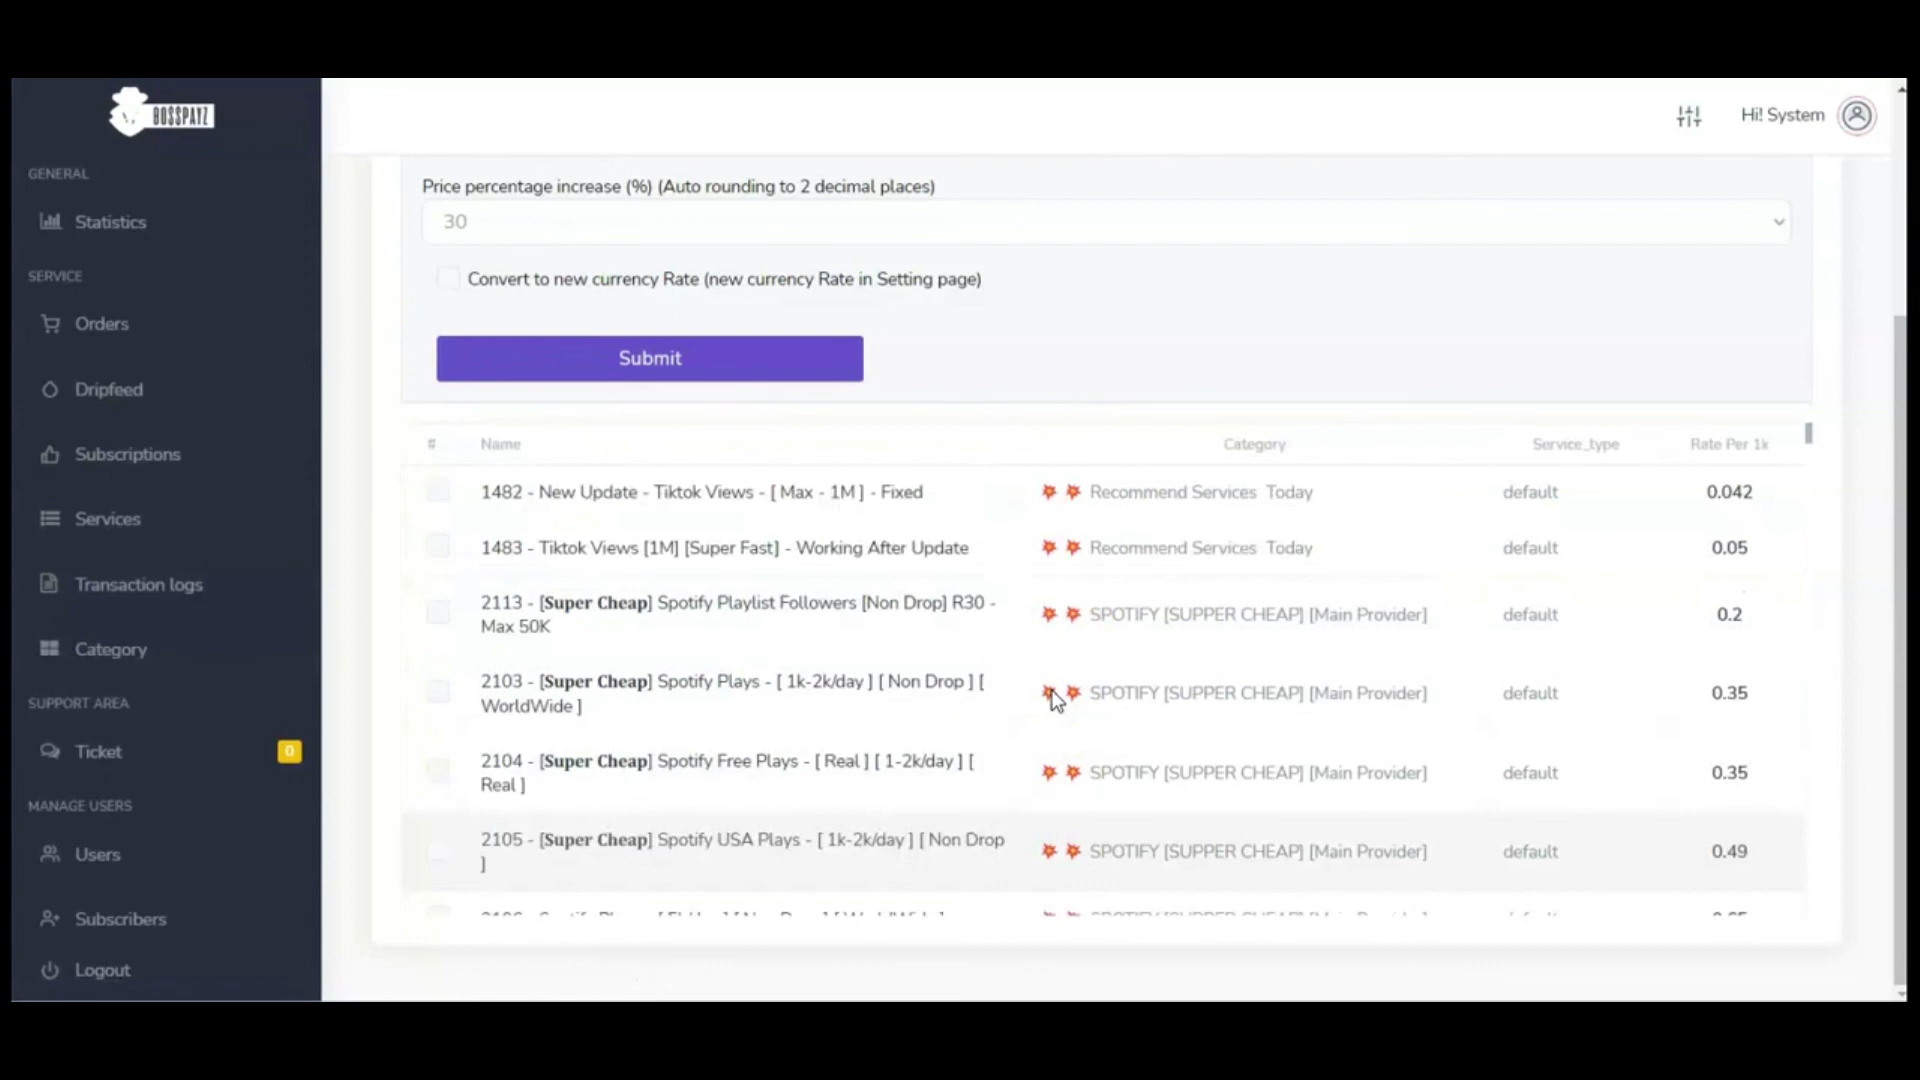 BOSSPAYZ
Hi! System
GENERAL
Statistics
SERVICE
Orders
Dripfeed
Subscriptions
Services
Transaction logs
Category
SUPPORT AREA
Ticket
0
MANAGE USERS
Users
Subscribers
Logout
Price percentage increase (%) (Auto rounding to 2 decimal places)
30
Convert to new currency Rate (new currency Rate in Setting page)
Submit
# Name Category Service_type Rate Per 1k
1482 - New Update - Tiktok Views - [ Max - 1M ] - Fixed 💥 💥 Recommend Services Today default 0.042
1483 - Tiktok Views [1M] [Super Fast] - Working After Update 💥 💥 Recommend Services Today default 0.05
2113 - [Super Cheap] Spotify Playlist Followers [Non Drop] R30 -
Max 50K
💥 💥 SPOTIFY [SUPPER CHEAP] [Main Provider] default 0.2
2103 - [Super Cheap] Spotify Plays - [ 1k-2k/day ] [ Non Drop ] [
WorldWide ]
💥 💥 SPOTIFY [SUPPER CHEAP] [Main Provider] default 0.35
2104 - [Super Cheap] Spotify Free Plays - [ Real ] [ 1-2k/day ] [
Real ]
💥 💥 SPOTIFY [SUPPER CHEAP] [Main Provider] default 0.35
2105 - [Super Cheap] Spotify USA Plays - [ 1k-2k/day ] [ Non Drop
]
💥 💥 SPOTIFY [SUPPER CHEAP] [Main Provider] default 0.49